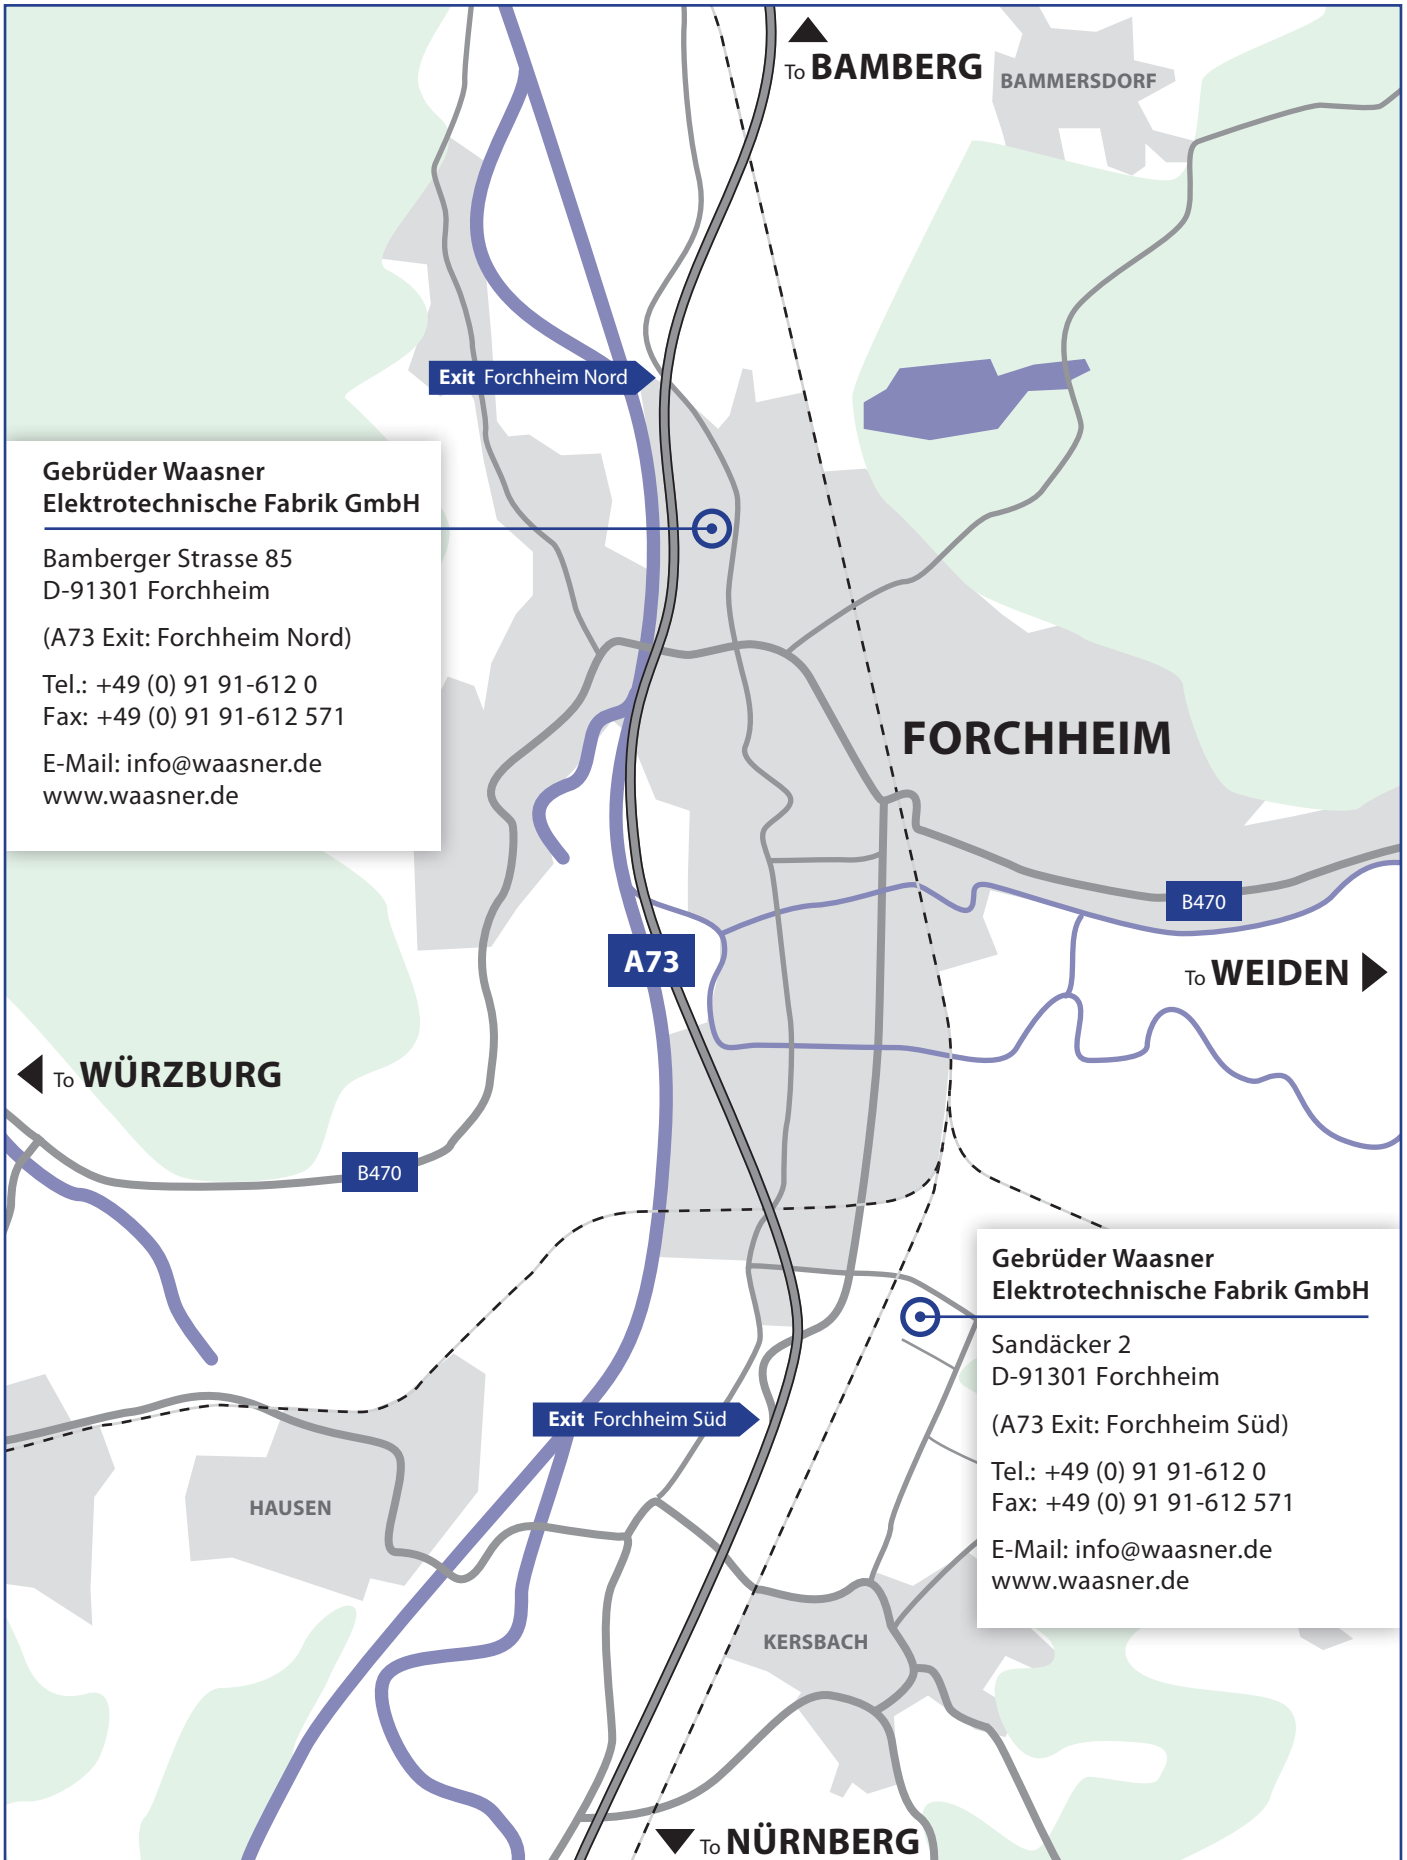 To BAMBERG
BAMMERSDORF
Exit Forchheim Nord
Gebrüder Waasner
Elektrotechnische Fabrik GmbH
Bamberger Strasse 85
D-91301 Forchheim
(A73 Exit: Forchheim Nord)
Tel.: +49 (0) 91 91-612 0
Fax: +49 (0) 91 91-612 571
E-Mail: info@waasner.de
www.waasner.de
FORCHHEIM
B470
A73
To WEIDEN
To WÜRZBURG
B470
Gebrüder Waasner
Elektrotechnische Fabrik GmbH
Sandäcker 2
D-91301 Forchheim
(A73 Exit: Forchheim Süd)
Tel.: +49 (0) 91 91-612 0
Fax: +49 (0) 91 91-612 571
E-Mail: info@waasner.de
www.waasner.de
Exit Forchheim Süd
HAUSEN
KERSBACH
To NÜRNBERG